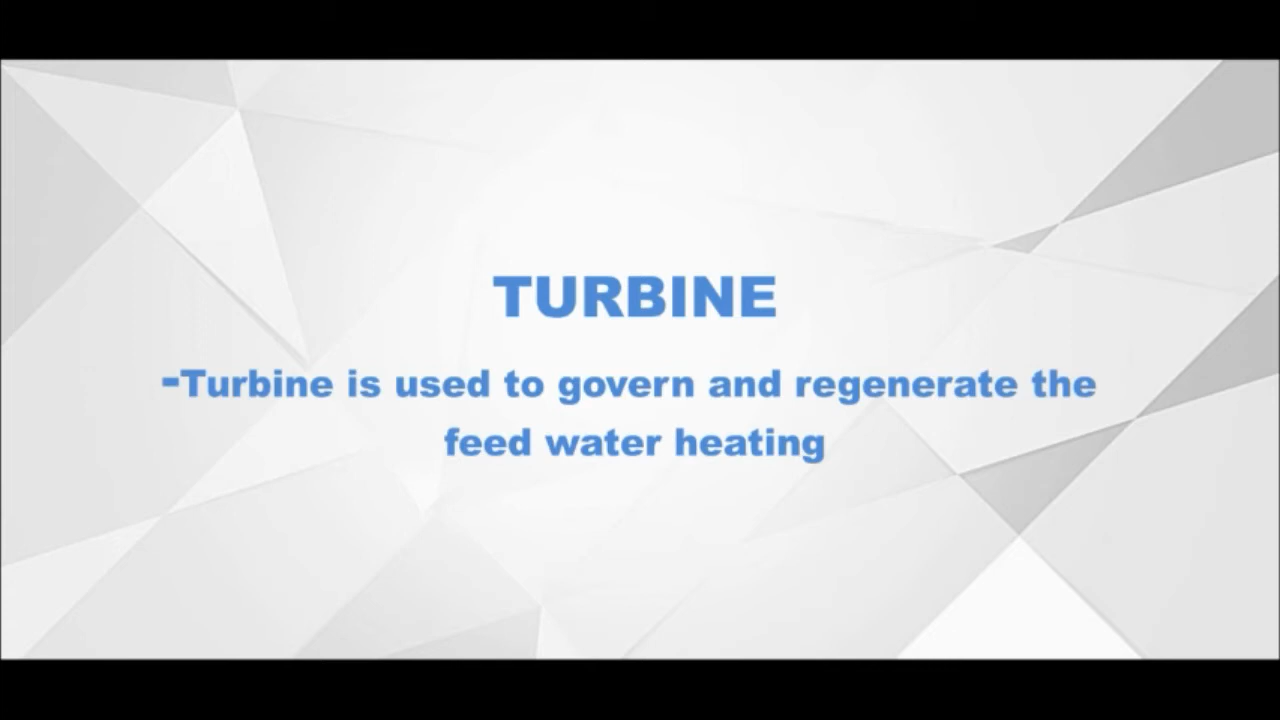 TURBINE
-Turbine is used to govern and regenerate the
feed water heating